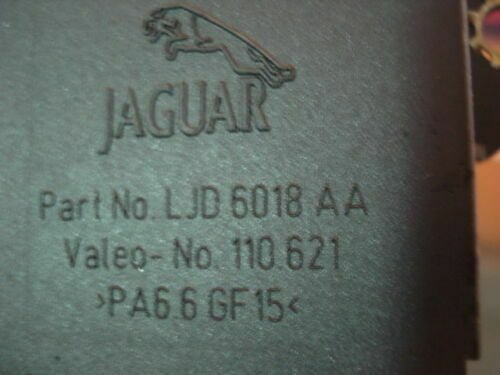 JAGUAR
Part No. LJD 6018 AA
Valeo-No. 110.621
>PA6.6 GF15<